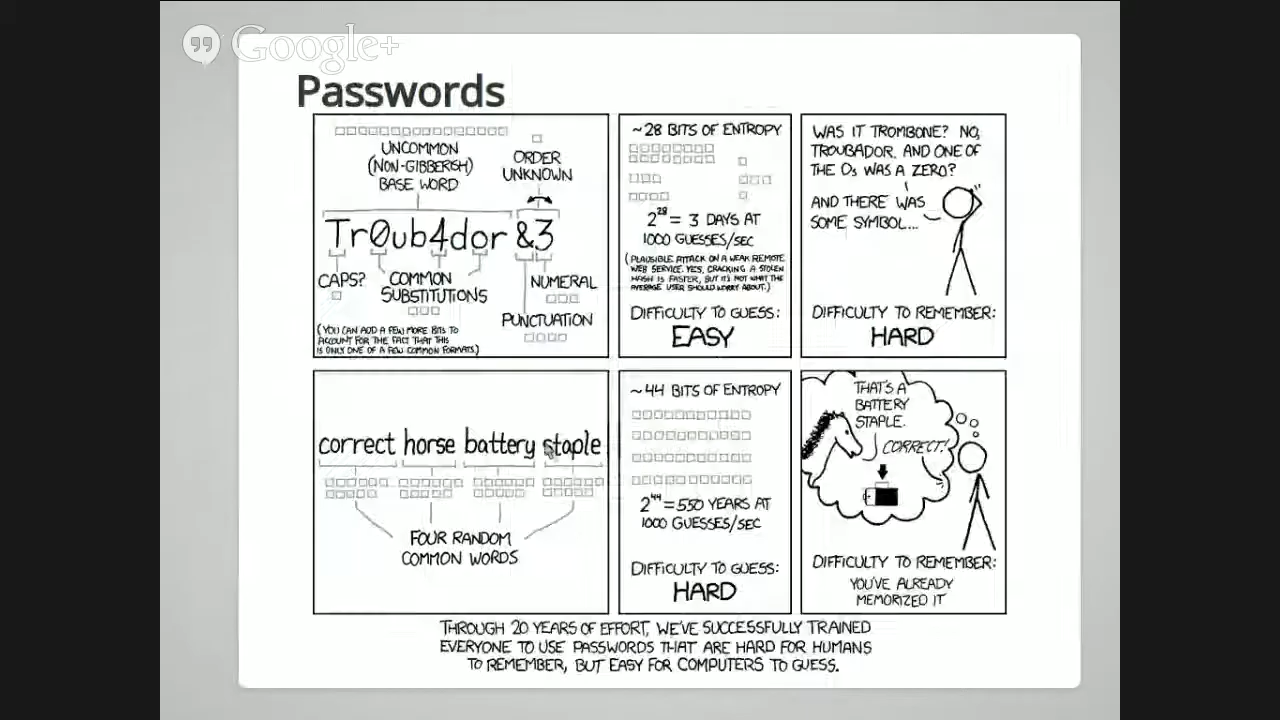 Google+
Passwords
UNCOMMON
(NON-GIBBERISH)
BASE WORD
ORDER
UNKNOWN
Tr0ub4dor &3
CAPS?
COMMON
SUBSTITUTIONS
NUMERAL
PUNCTUATION
(YOU CAN ADD A FEW MORE BITS TO
ACCOUNT FOR THE FACT THAT THIS
IS ONLY ONE OF A FEW COMMON FORMATS.)
~28 BITS OF ENTROPY
2^28 = 3 DAYS AT
1000 GUESSES/SEC
(PLAUSIBLE ATTACK ON A WEAK REMOTE
WEB SERVICE. YES, CRACKING A STOLEN
HASH IS FASTER, BUT IT'S NOT WHAT THE
AVERAGE USER SHOULD WORRY ABOUT.)
DIFFICULTY TO GUESS:
EASY
WAS IT TROMBONE? NO,
TROUBADOR. AND ONE OF
THE Os WAS A ZERO?
AND THERE WAS
SOME SYMBOL...
DIFFICULTY TO REMEMBER:
HARD
correct horse battery staple
FOUR RANDOM
COMMON WORDS
~44 BITS OF ENTROPY
2^44 = 550 YEARS AT
1000 GUESSES/SEC
DIFFICULTY TO GUESS:
HARD
THAT'S A
BATTERY
STAPLE.
CORRECT!
DIFFICULTY TO REMEMBER:
YOU'VE ALREADY
MEMORIZED IT
THROUGH 20 YEARS OF EFFORT, WE'VE SUCCESSFULLY TRAINED
EVERYONE TO USE PASSWORDS THAT ARE HARD FOR HUMANS
TO REMEMBER, BUT EASY FOR COMPUTERS TO GUESS.